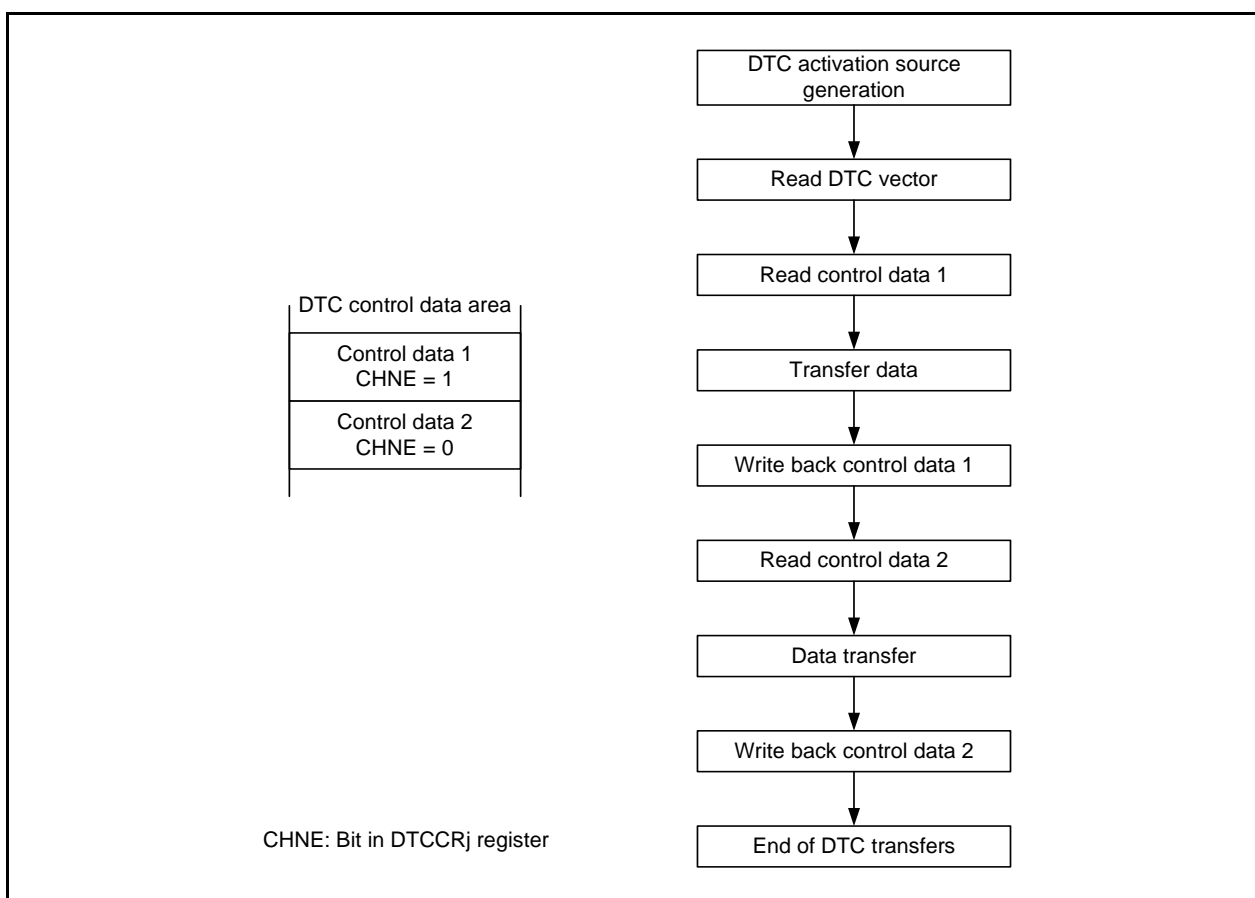 DTC activation source
generation
Read DTC vector
Read control data 1
DTC control data area
Control data 1
CHNE = 1
Transfer data
Control data 2
CHNE = 0
Write back control data 1
Read control data 2
Data transfer
Write back control data 2
CHNE: Bit in DTCCRj register
End of DTC transfers